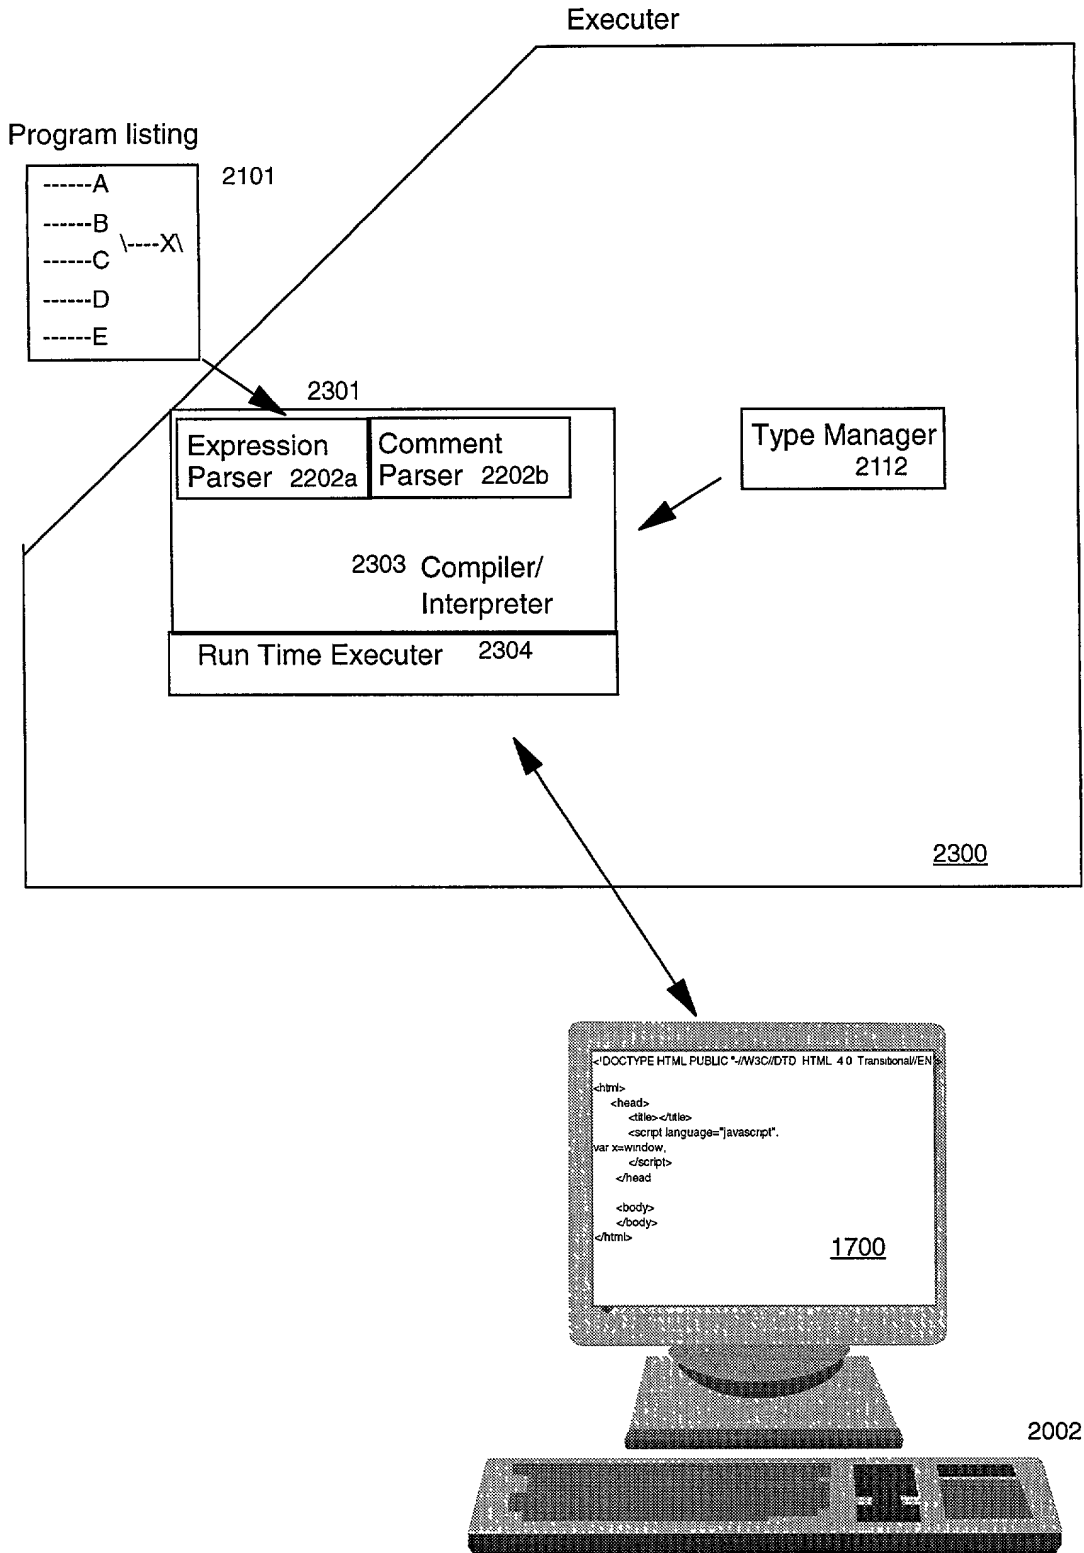 Executer
Program listing
2101
------A
------B
\----X\
------C
------D
------E
2301
Expression
Parser 2202a
Comment
Parser 2202b
Type Manager
2112
2303 Compiler/
Interpreter
Run Time Executer 2304
2300
<!DOCTYPE HTML PUBLIC "-//W3C//DTD HTML 4 0 Transitional//EN">
<html>
<head>
<title></title>
<script language="javascript".
var x=window,
</script>
</head
<body>
</body>
</html>
1700
2002